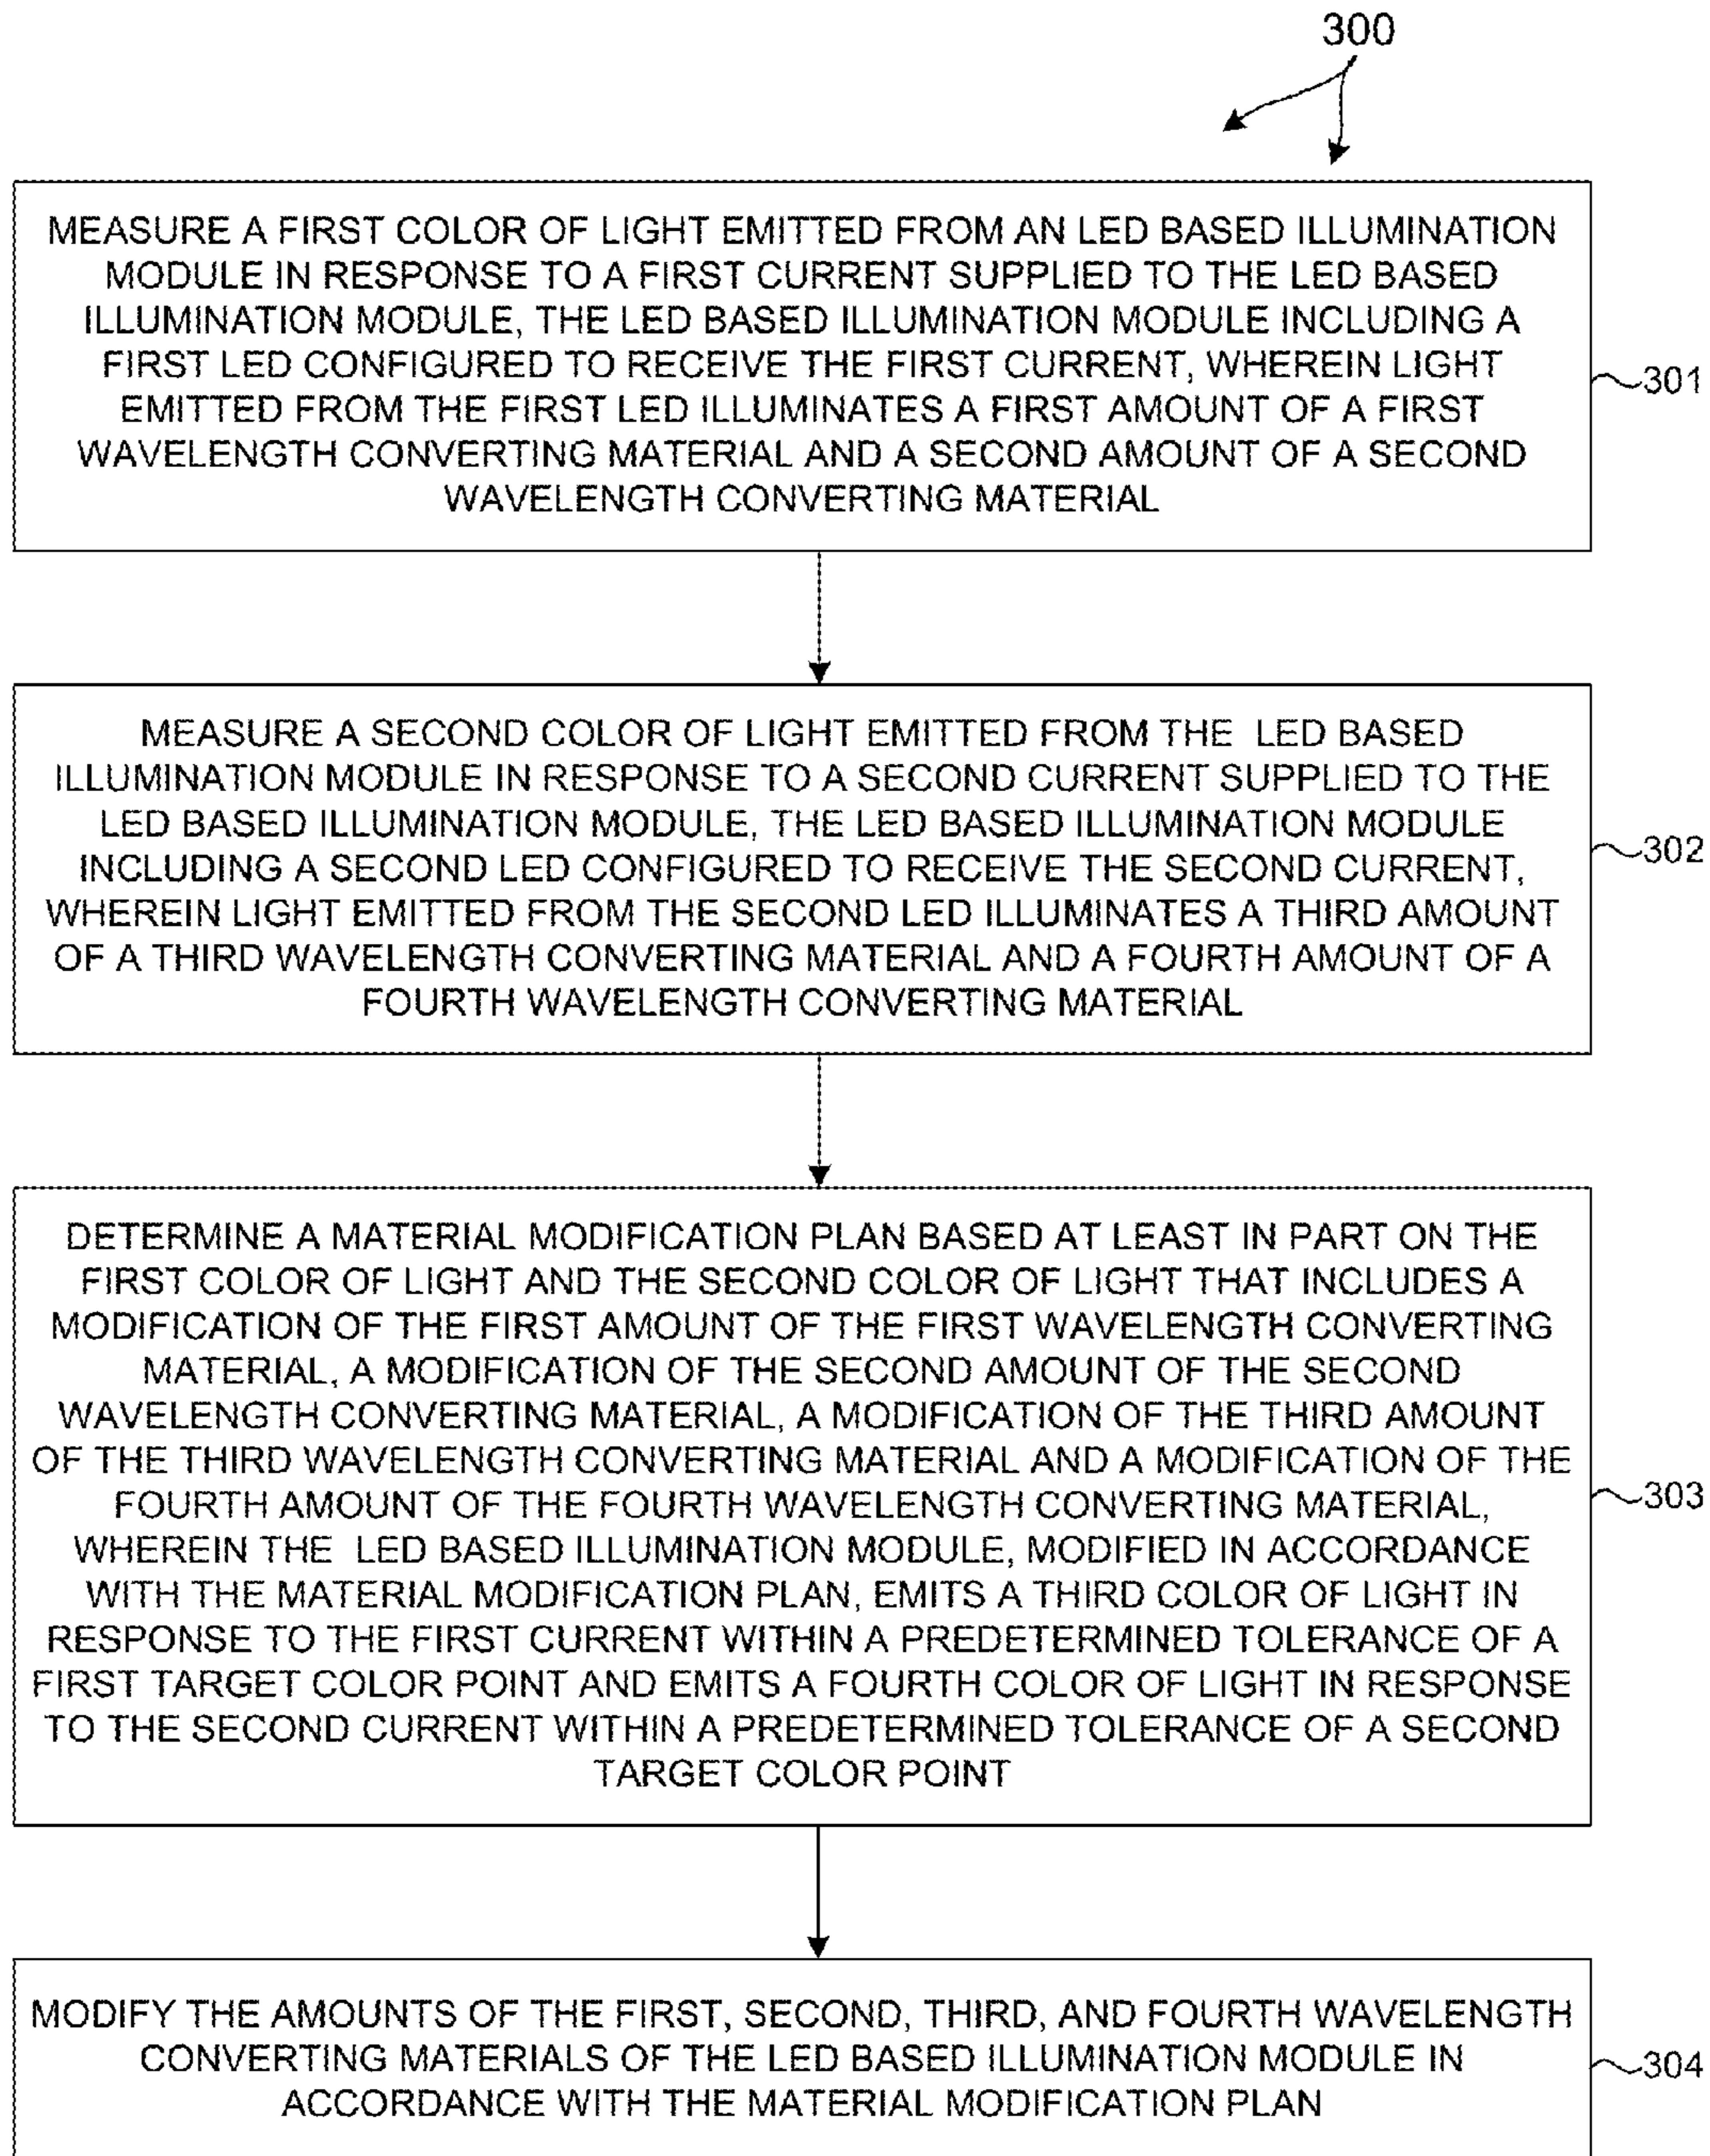 300
MEASURE A FIRST COLOR OF LIGHT EMITTED FROM AN LED BASED ILLUMINATION
MODULE IN RESPONSE TO A FIRST CURRENT SUPPLIED TO THE LED BASED
ILLUMINATION MODULE, THE LED BASED ILLUMINATION MODULE INCLUDING A
FIRST LED CONFIGURED TO RECEIVE THE FIRST CURRENT, WHEREIN LIGHT
EMITTED FROM THE FIRST LED ILLUMINATES A FIRST AMOUNT OF A FIRST
WAVELENGTH CONVERTING MATERIAL AND A SECOND AMOUNT OF A SECOND
WAVELENGTH CONVERTING MATERIAL
301
MEASURE A SECOND COLOR OF LIGHT EMITTED FROM THE LED BASED
ILLUMINATION MODULE IN RESPONSE TO A SECOND CURRENT SUPPLIED TO THE
LED BASED ILLUMINATION MODULE, THE LED BASED ILLUMINATION MODULE
INCLUDING A SECOND LED CONFIGURED TO RECEIVE THE SECOND CURRENT,
WHEREIN LIGHT EMITTED FROM THE SECOND LED ILLUMINATES A THIRD AMOUNT
OF A THIRD WAVELENGTH CONVERTING MATERIAL AND A FOURTH AMOUNT OF A
FOURTH WAVELENGTH CONVERTING MATERIAL
302
DETERMINE A MATERIAL MODIFICATION PLAN BASED AT LEAST IN PART ON THE
FIRST COLOR OF LIGHT AND THE SECOND COLOR OF LIGHT THAT INCLUDES A
MODIFICATION OF THE FIRST AMOUNT OF THE FIRST WAVELENGTH CONVERTING
MATERIAL, A MODIFICATION OF THE SECOND AMOUNT OF THE SECOND
WAVELENGTH CONVERTING MATERIAL, A MODIFICATION OF THE THIRD AMOUNT
OF THE THIRD WAVELENGTH CONVERTING MATERIAL AND A MODIFICATION OF THE
FOURTH AMOUNT OF THE FOURTH WAVELENGTH CONVERTING MATERIAL,
WHEREIN THE LED BASED ILLUMINATION MODULE, MODIFIED IN ACCORDANCE
WITH THE MATERIAL MODIFICATION PLAN, EMITS A THIRD COLOR OF LIGHT IN
RESPONSE TO THE FIRST CURRENT WITHIN A PREDETERMINED TOLERANCE OF A
FIRST TARGET COLOR POINT AND EMITS A FOURTH COLOR OF LIGHT IN RESPONSE
TO THE SECOND CURRENT WITHIN A PREDETERMINED TOLERANCE OF A SECOND
TARGET COLOR POINT
303
MODIFY THE AMOUNTS OF THE FIRST, SECOND, THIRD, AND FOURTH WAVELENGTH
CONVERTING MATERIALS OF THE LED BASED ILLUMINATION MODULE IN
ACCORDANCE WITH THE MATERIAL MODIFICATION PLAN
304